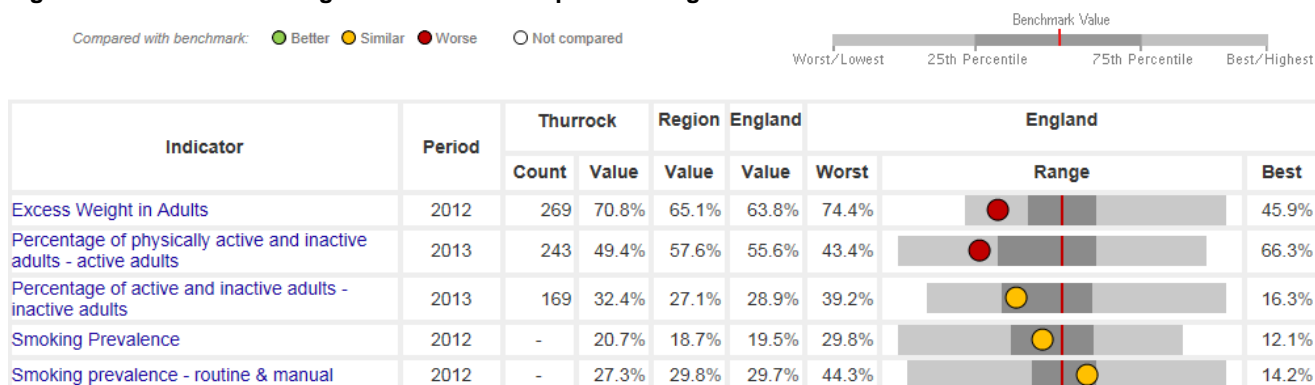 Compared with benchmark: Better Similar Worse Not compared
Benchmark Value
Worst/Lowest 25th Percentile 75th Percentile Best/Highest
Indicator Period Thurrock Region England England
Count Value Value Value Worst Range Best
Excess Weight in Adults 2012 269 70.8% 65.1% 63.8% 74.4% 45.9%
Percentage of physically active and inactive
adults - active adults 2013 243 49.4% 57.6% 55.6% 43.4% 66.3%
Percentage of active and inactive adults -
inactive adults 2013 169 32.4% 27.1% 28.9% 39.2% 16.3%
Smoking Prevalence 2012 - 20.7% 18.7% 19.5% 29.8% 12.1%
Smoking prevalence - routine & manual 2012 - 27.3% 29.8% 29.7% 44.3% 14.2%